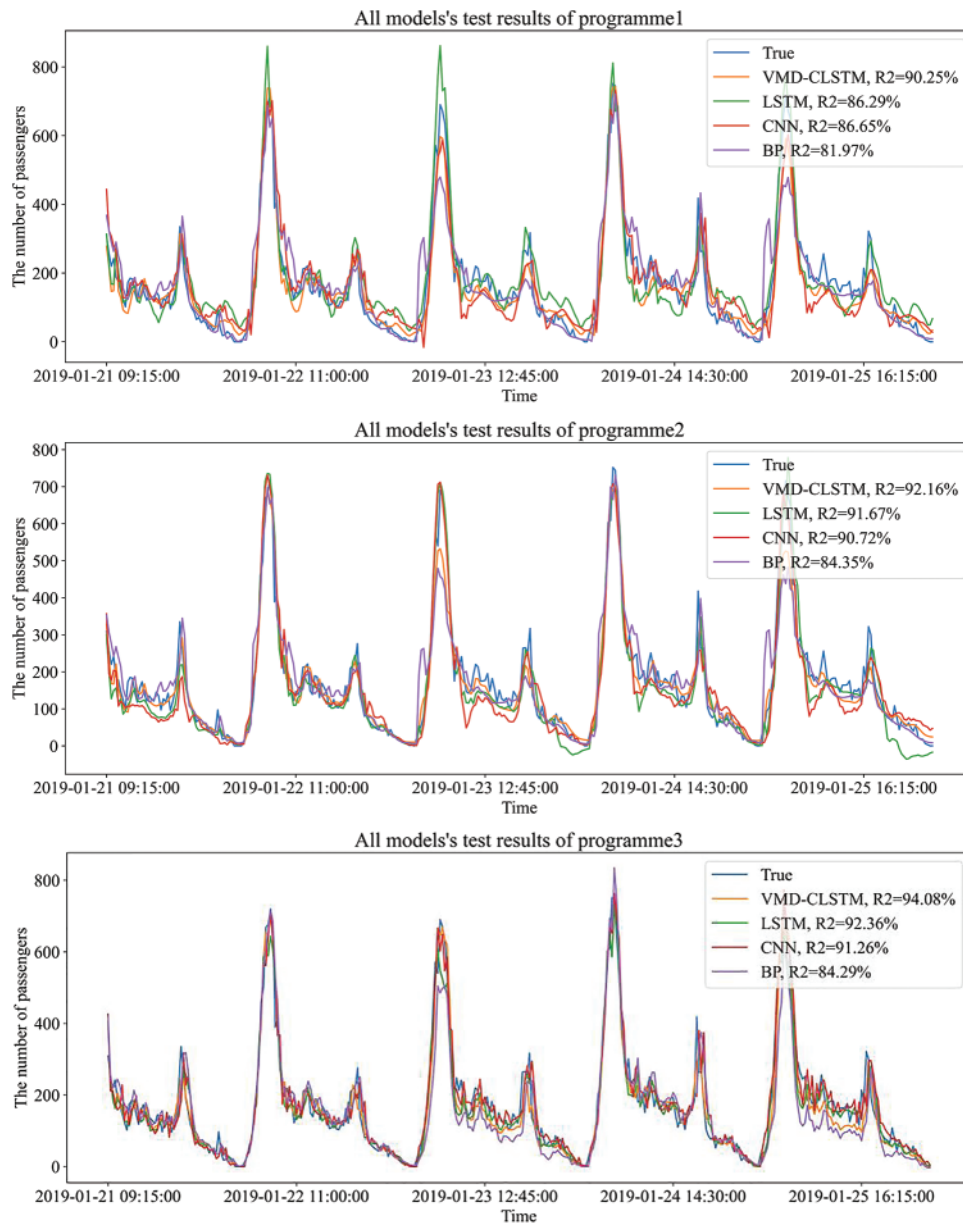 All models's test results of programme1
The number of passengers
800
600
400
200
0
True
VMD-CLSTM, R2=90.25%
LSTM, R2=86.29%
CNN, R2=86.65%
BP, R2=81.97%
2019-01-21 09:15:00 2019-01-22 11:00:00 2019-01-23 12:45:00 2019-01-24 14:30:00 2019-01-25 16:15:00
Time
All models's test results of programme2
The number of passengers
800
700
600
500
400
300
200
100
0
True
VMD-CLSTM, R2=92.16%
LSTM, R2=91.67%
CNN, R2=90.72%
BP, R2=84.35%
2019-01-21 09:15:00 2019-01-22 11:00:00 2019-01-23 12:45:00 2019-01-24 14:30:00 2019-01-25 16:15:00
Time
All models's test results of programme3
The number of passengers
800
600
400
200
0
True
VMD-CLSTM, R2=94.08%
LSTM, R2=92.36%
CNN, R2=91.26%
BP, R2=84.29%
2019-01-21 09:15:00 2019-01-22 11:00:00 2019-01-23 12:45:00 2019-01-24 14:30:00 2019-01-25 16:15:00
Time